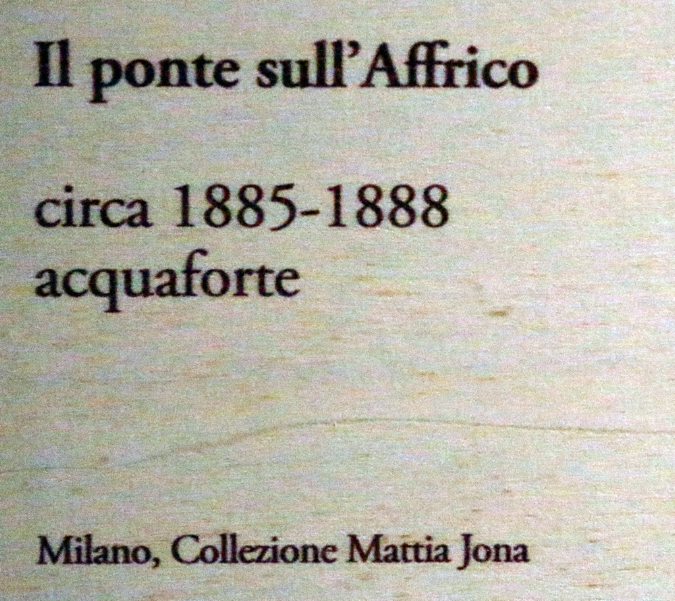 Il ponte sull'Affrico
circa 1885-1888
acquaforte
Milano, Collezione Mattia Jona